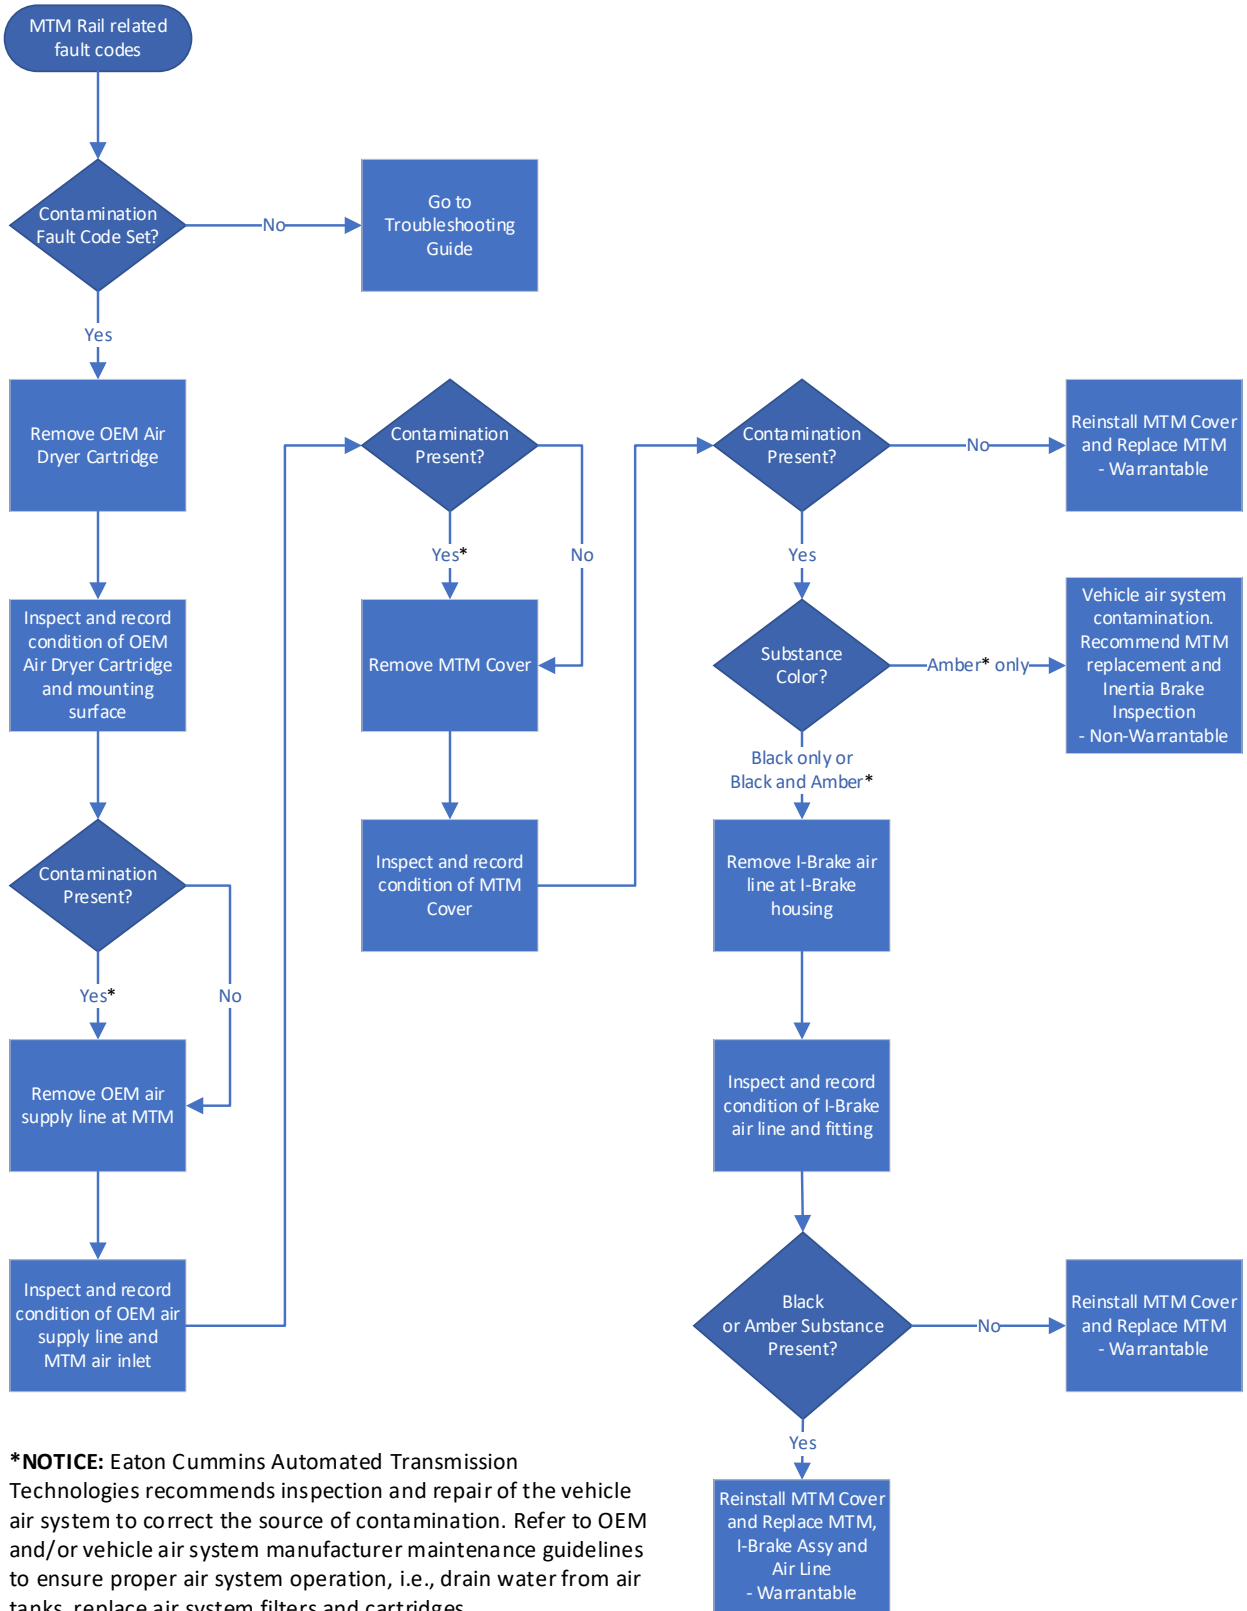 MTM Rail related
fault codes
Contamination
Fault Code Set?
No
Go to
Troubleshooting
Guide
Yes
Remove OEM Air
Dryer Cartridge
Inspect and record
condition of OEM
Air Dryer Cartridge
and mounting
surface
Contamination
Present?
Yes*
No
Remove OEM air
supply line at MTM
Inspect and record
condition of OEM air
supply line and
MTM air inlet
Contamination
Present?
Yes*
No
Remove MTM Cover
Inspect and record
condition of MTM
Cover
Contamination
Present?
No
Reinstall MTM Cover
and Replace MTM
- Warrantable
Yes
Substance
Color?
Amber* only
Vehicle air system
contamination.
Recommend MTM
replacement and
Inertia Brake
Inspection
- Non-Warrantable
Black only or
Black and Amber*
Remove I-Brake air
line at I-Brake
housing
Inspect and record
condition of I-Brake
air line and fitting
Black
or Amber Substance
Present?
No
Reinstall MTM Cover
and Replace MTM
- Warrantable
Yes
Reinstall MTM Cover
and Replace MTM,
I-Brake Assy and
Air Line
- Warrantable
*NOTICE: Eaton Cummins Automated Transmission
Technologies recommends inspection and repair of the vehicle
air system to correct the source of contamination. Refer to OEM
and/or vehicle air system manufacturer maintenance guidelines
to ensure proper air system operation, i.e., drain water from air
tanks, replace air system filters and cartridges